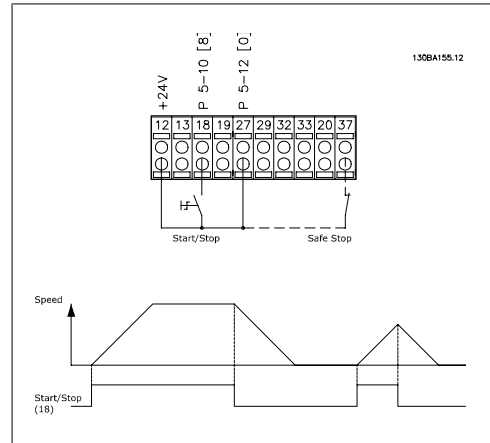 130BA155.12
+24V
P 5-10 [8]
P 5-12 [0]
12 13 18 19 27 29 32 33 20 37
Start/Stop
Safe Stop
Speed
Start/Stop
(18)